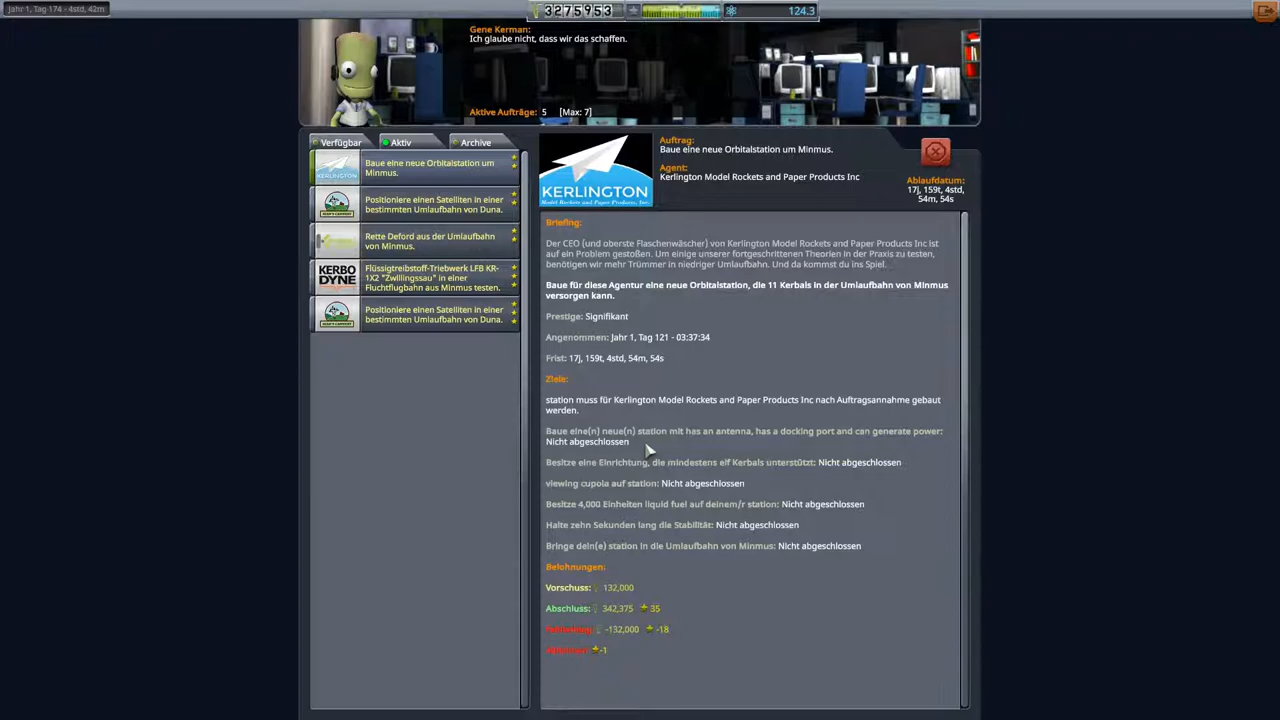 Jahr 1, Tag 174 - 4std, 42m
3275953
124.3
Gene Kerman:
Ich glaube nicht, dass wir das schaffen.
Aktive Aufträge: 5 [Max: 7]
Verfügbar
Aktiv
Archive
Baue eine neue Orbitalstation um
Minmus.
Positioniere einen Satelliten in einer
bestimmten Umlaufbahn von Duna.
Rette Deford aus der Umlaufbahn
von Minmus.
KERBO
DYNE
Flüssigtreibstoff-Triebwerk LFB KR-
1X2 "Zwillingssau" in einer
Fluchtflugbahn aus Minmus testen.
Positioniere einen Satelliten in einer
bestimmten Umlaufbahn von Duna.
KERLINGTON
Model Rockets and Paper Products, Inc.
Auftrag:
Baue eine neue Orbitalstation um Minmus.
Agent:
Kerlington Model Rockets and Paper Products Inc
Ablaufdatum:
17j, 159t, 4std,
54m, 54s
Briefing:
Der CEO (und oberste Flaschenwäscher) von Kerlington Model Rockets and Paper Products Inc ist
auf ein Problem gestoßen. Um einige unserer fortgeschrittenen Theorien in der Praxis zu testen,
benötigen wir mehr Trümmer in niedriger Umlaufbahn. Und da kommst du ins Spiel.
Baue für diese Agentur eine neue Orbitalstation, die 11 Kerbals in der Umlaufbahn von Minmus
versorgen kann.
Prestige: Signifikant
Angenommen: Jahr 1, Tag 121 - 03:37:34
Frist: 17j, 159t, 4std, 54m, 54s
Ziele:
station muss für Kerlington Model Rockets and Paper Products Inc nach Auftragsannahme gebaut
werden.
Baue eine(n) neue(n) station mit has an antenna, has a docking port and can generate power:
Nicht abgeschlossen
Besitze eine Einrichtung, die mindestens elf Kerbals unterstützt: Nicht abgeschlossen
viewing cupola auf station: Nicht abgeschlossen
Besitze 4,000 Einheiten liquid fuel auf deinem/r station: Nicht abgeschlossen
Halte zehn Sekunden lang die Stabilität: Nicht abgeschlossen
Bringe dein(e) station in die Umlaufbahn von Minmus: Nicht abgeschlossen
Belohnungen:
Vorschuss: 132,000
Abschluss: 342,375 35
-132,000 -18
-1